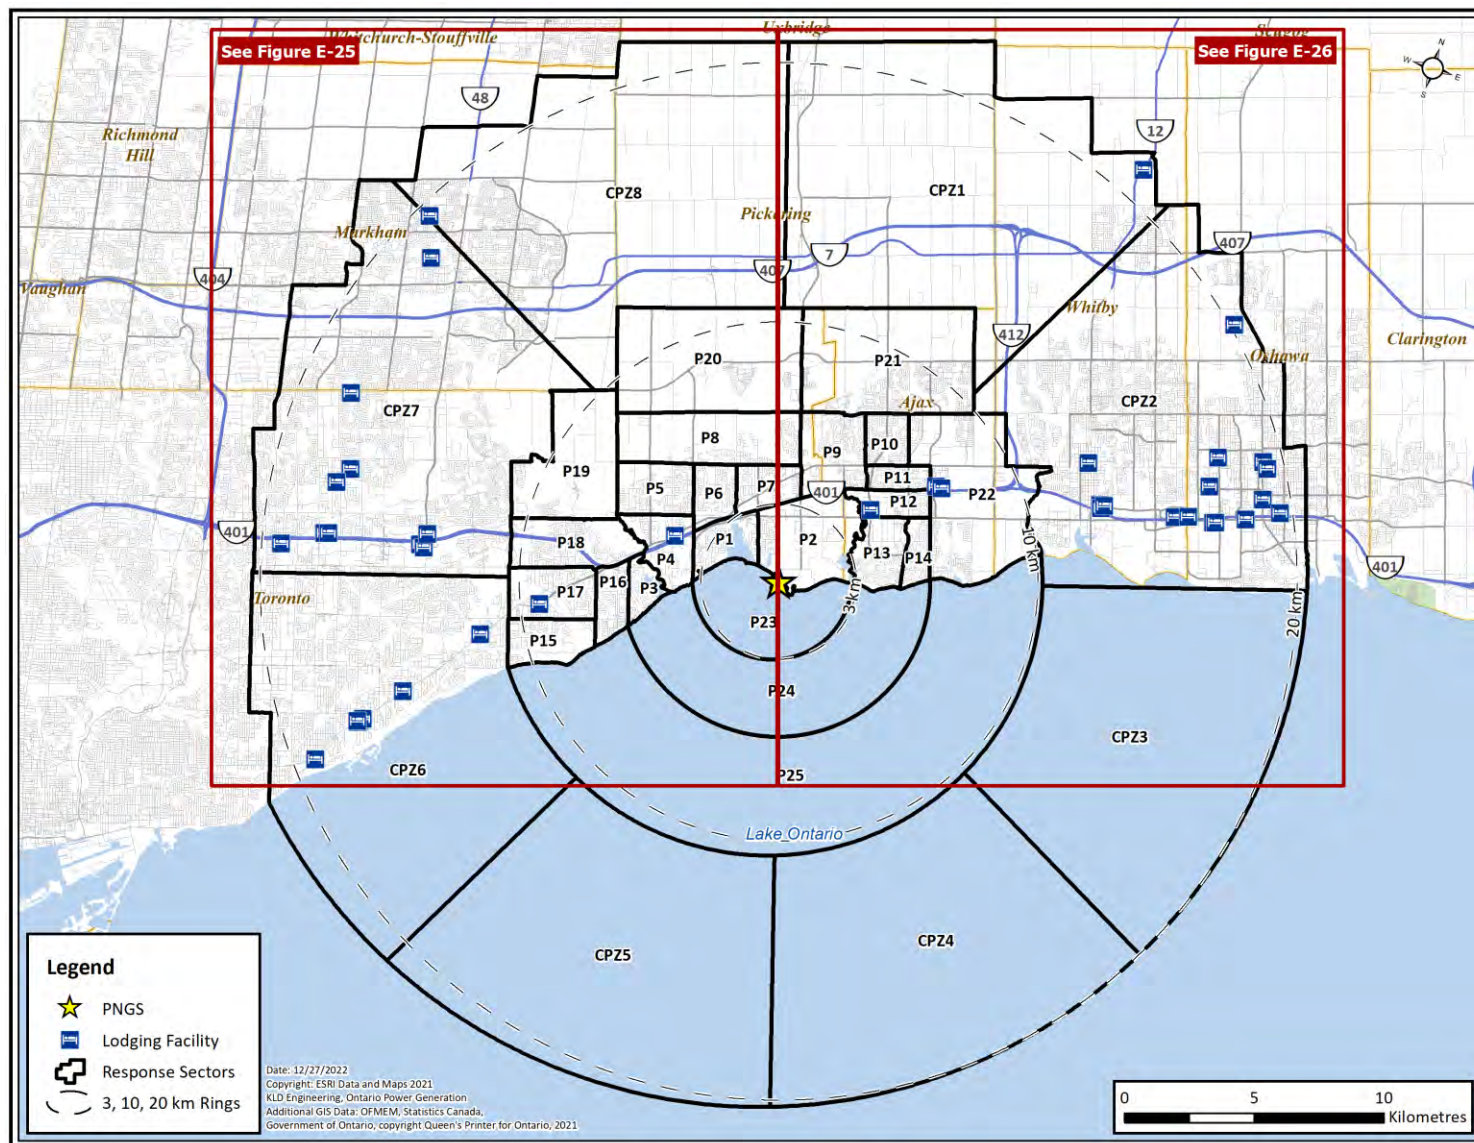 Whitchurch-Stouffville
Uxbridge
Scugog
See Figure E-25
See Figure E-26
N
W
E
S
48
12
Richmond
Hill
CPZ8
CPZ1
Pickering
Markham
404
407
7
407
Vaughan
Whitby
412
Clarington
Oshawa
P20
P21
Ajax
CPZ7
CPZ2
P8
P9
P10
P19
P5
P6
P7
P11
401
P22
P12
401
P1
P2
10 km
P18
P4
P13
P14
401
P16
P3
P17
Toronto
3 km
20 km
P23
P15
P24
CPZ3
CPZ6
P25
Lake Ontario
CPZ4
CPZ5
Legend
PNGS
Lodging Facility
Response Sectors
3, 10, 20 km Rings
Date: 12/27/2022
Copyright: ESRI Data and Maps 2021
KLD Engineering, Ontario Power Generation
Additional GIS Data: OFMEM, Statistics Canada,
Government of Ontario, copyright Queen's Printer for Ontario, 2021
0 5 10
Kilometres